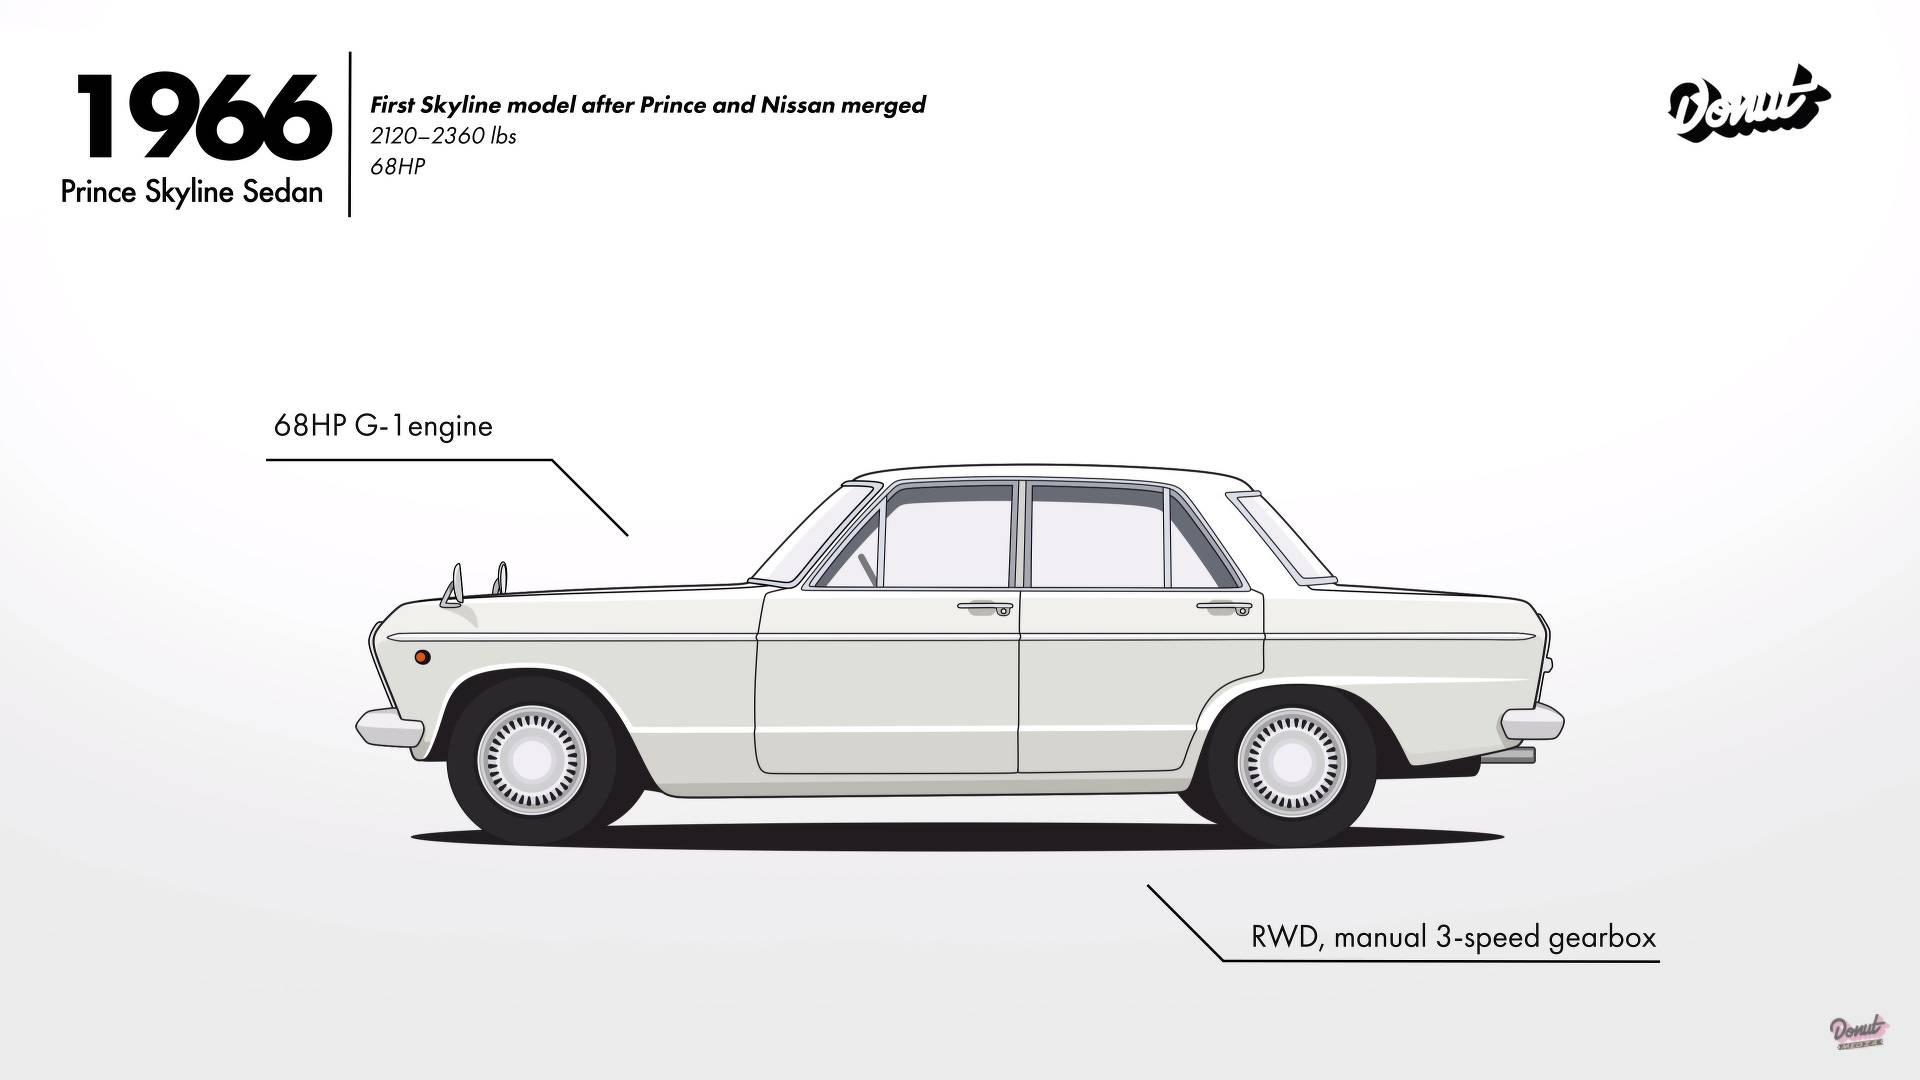 1966
Prince Skyline Sedan
First Skyline model after Prince and Nissan merged
2120–2360 lbs
68HP
Donut
68HP G-1engine
RWD, manual 3-speed gearbox
Donut
MEDIA